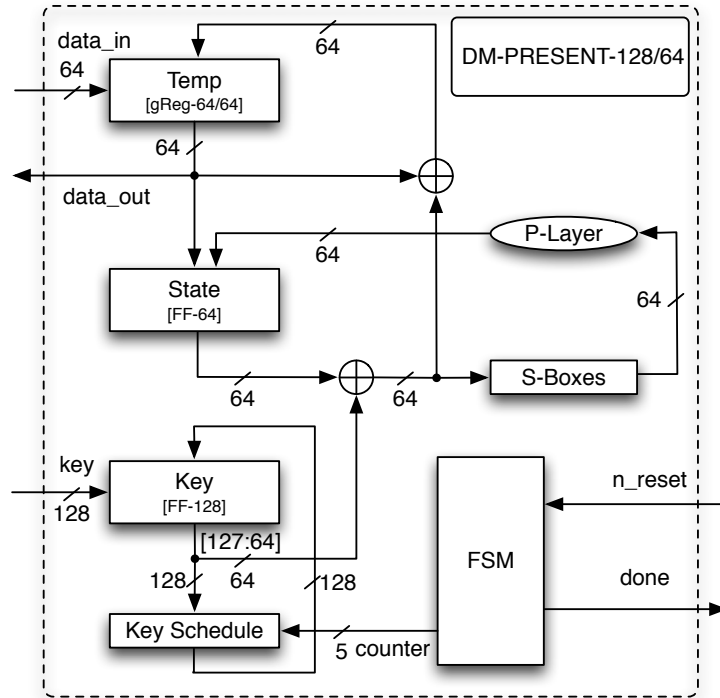 data_in
64
64
DM-PRESENT-128/64
Temp
[gReg-64/64]
64
data_out
P-Layer
64
State
[FF-64]
64
64
64
S-Boxes
key
128
Key
[FF-128]
n_reset
[127:64]
128
64
128
FSM
done
Key Schedule
5 counter